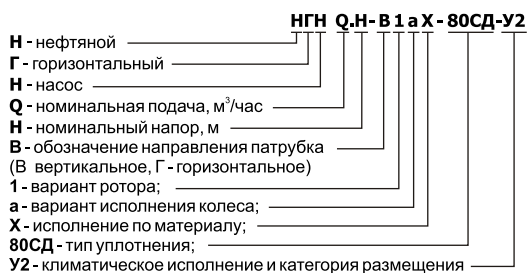 НГН Q.Н-В1аХ-80СД-У2
Н - нефтяной
Г - горизонтальный
Н - насос
Q - номинальная подача, м³/час
Н - номинальный напор, м
В - обозначение направления патрубка
(В вертикальное, Г - горизонтальное)
1 - вариант ротора;
а - вариант исполнения колеса;
Х - исполнение по материалу;
80СД - тип уплотнения;
У2 - климатическое исполнение и категория размещения